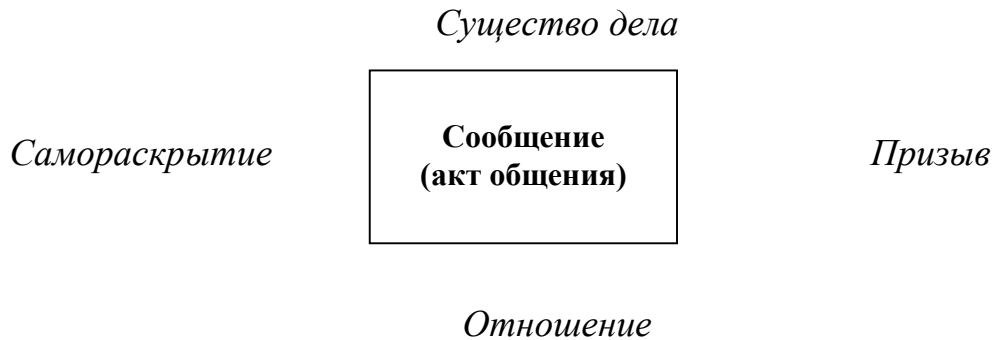 Существо дела
Самораскрытие
Сообщение
(акт общения)
Призыв
Отношение